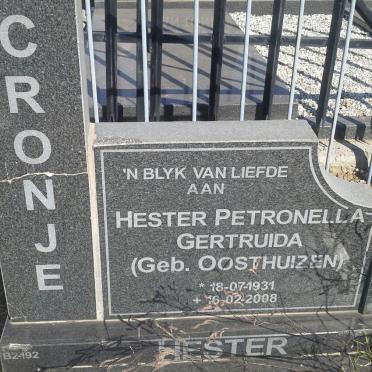 CRONJE
'N BLYK VAN LIEFDE
AAN
HESTER PETRONELLA
GERTRUIDA
(Geb. OOSTHUIZEN)
* 18-07-1931
+ 16-02-2008
HESTER
B2492